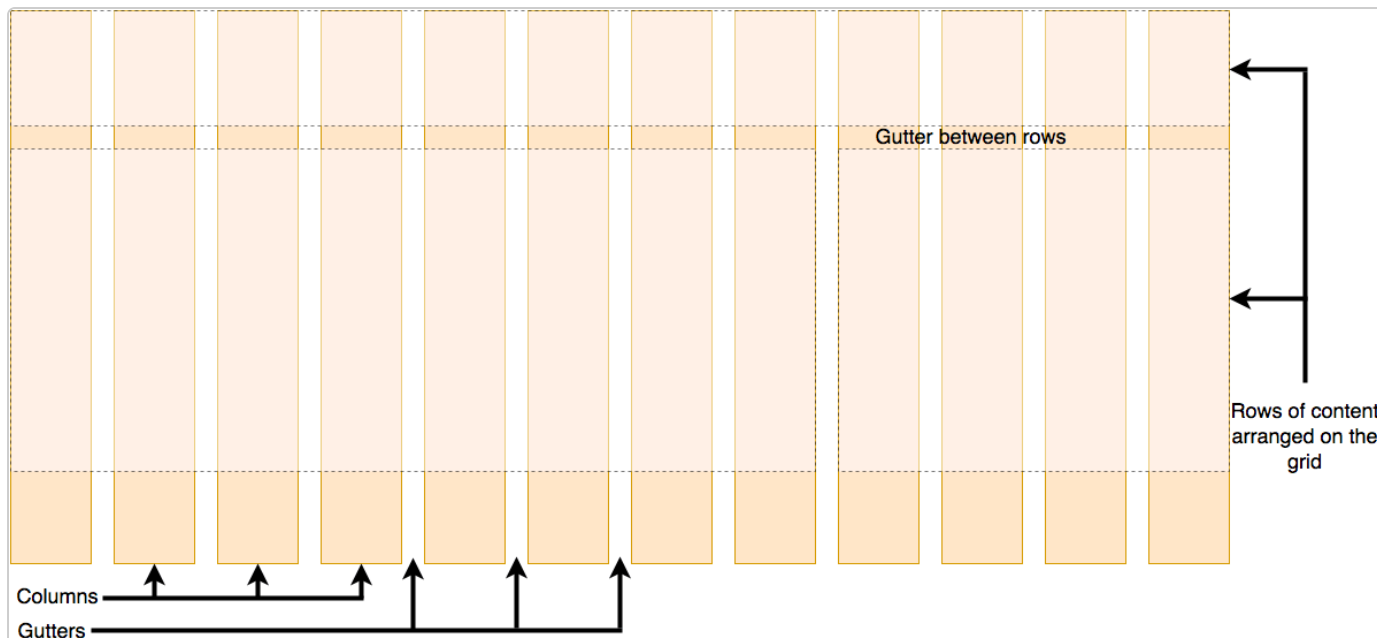 Gutter between rows
Rows of content
arranged on the
grid
Columns
Gutters